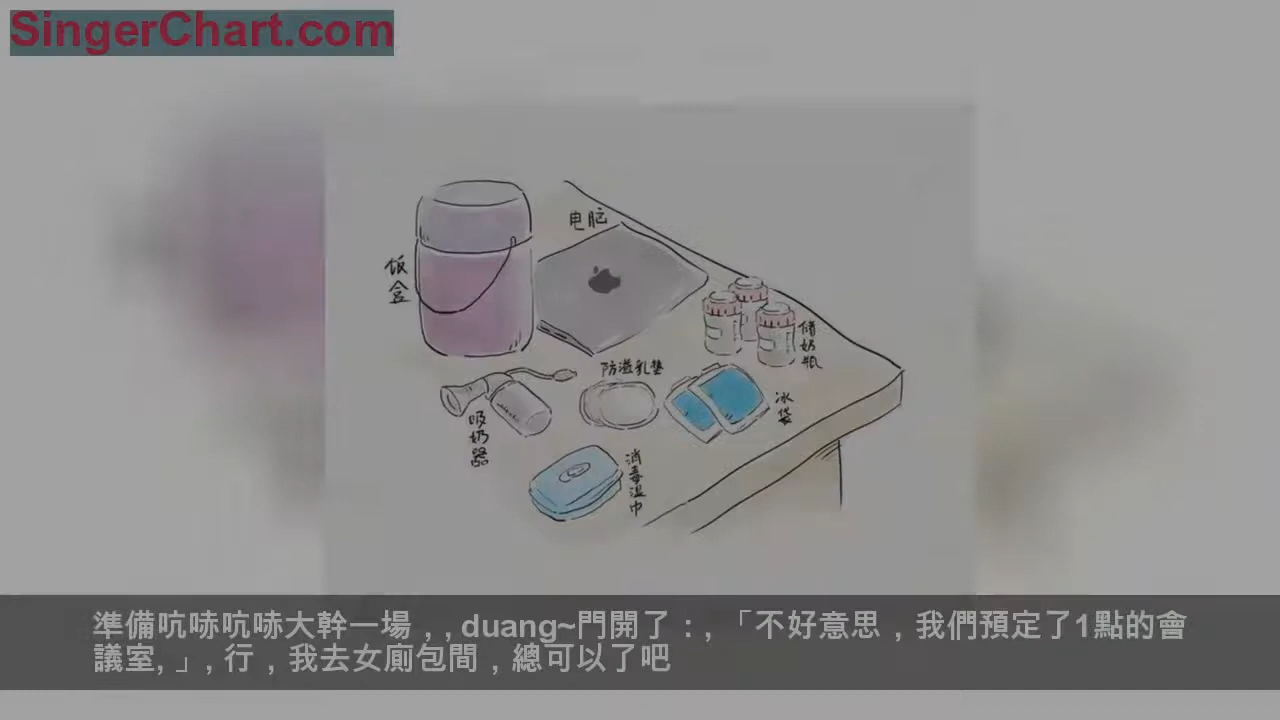 SingerChart.com
电脑
饭盒
储奶瓶
防溢乳垫
冰袋
吸奶器
消毒湿巾
準備吭哧吭哧大幹一場，, duang~門開了：, 「不好意思，我們預定了1點的會
議室, 」, 行，我去女廁包間，總可以了吧